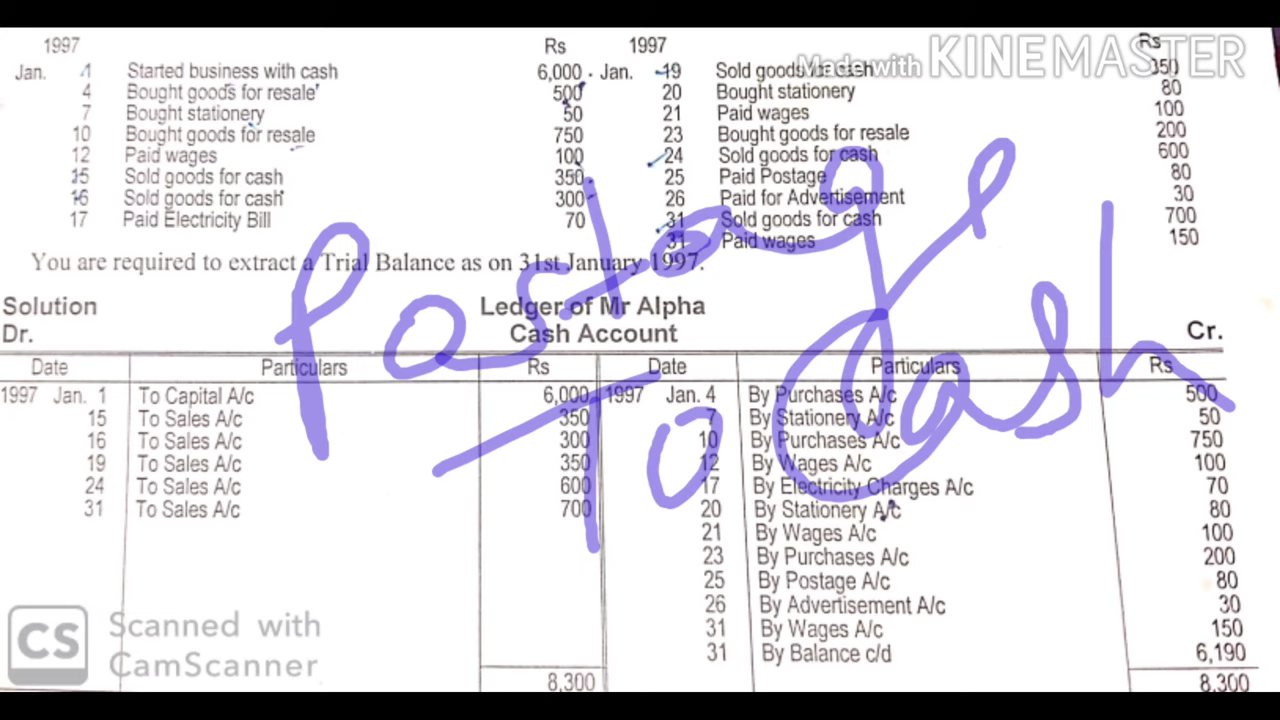 1997 Rs 1997 Rs
Made with KINEMASTER
Jan. 1 Started business with cash 6,000 Jan. 19 Sold goods for cash 350
4 Bought goods for resale 500 20 Bought stationery 80
7 Bought stationery 50 21 Paid wages 100
10 Bought goods for resale 750 23 Bought goods for resale 200
12 Paid wages 100 24 Sold goods for cash 600
15 Sold goods for cash 350 25 Paid Postage 80
16 Sold goods for cash 300 26 Paid for Advertisement 30
17 Paid Electricity Bill 70 31 Sold goods for cash 700
31 Paid wages 150
You are required to extract a Trial Balance as on 31st January 1997.
Postage
To Cash
Solution Ledger of Mr Alpha
Dr. Cash Account Cr.
Date Particulars Rs Date Particulars Rs
1997 Jan. 1 To Capital A/c 6,000 1997 Jan. 4 By Purchases A/c 500
15 To Sales A/c 350 7 By Stationery A/c 50
16 To Sales A/c 300 10 By Purchases A/c 750
19 To Sales A/c 350 12 By Wages A/c 100
24 To Sales A/c 600 17 By Electricity Charges A/c 70
31 To Sales A/c 700 20 By Stationery A/c 80
21 By Wages A/c 100
23 By Purchases A/c 200
25 By Postage A/c 80
26 By Advertisement A/c 30
31 By Wages A/c 150
31 By Balance c/d 6,190
8,300 8,300
CS Scanned with
CamScanner